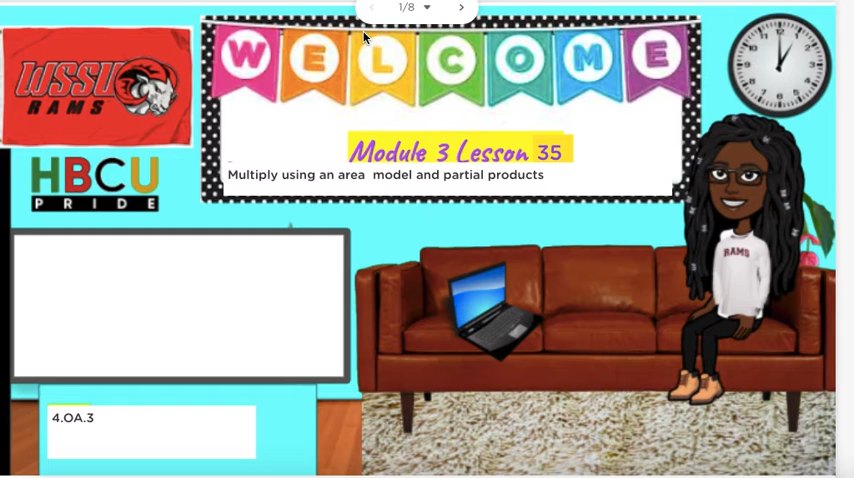 1/8
WELCOME
WSSU
RAMS
Module 3 Lesson 35
Multiply using an area model and partial products
HBCU
PRIDE
RAMS
4.OA.3